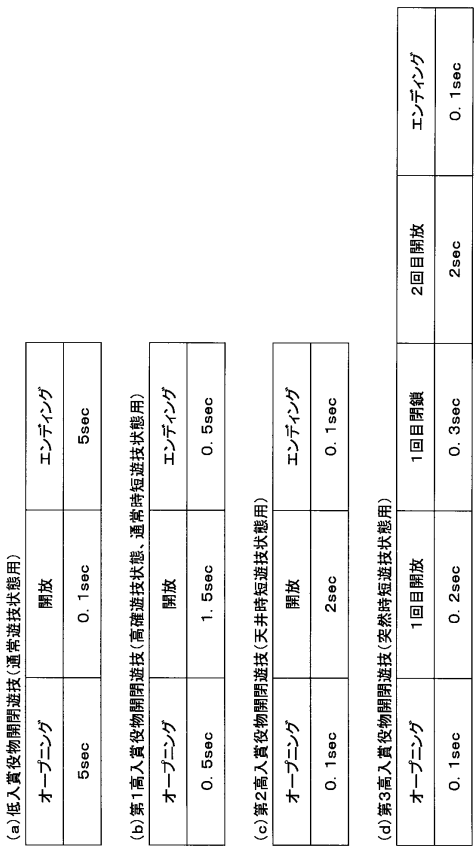 (a)低入賞役物開閉遊技(通常遊技状態用)
オープニング 開放 エンディング
5sec 0.1sec 5sec
(b)第1高入賞役物開閉遊技(高確遊技状態、通常時短遊技状態用)
オープニング 開放 エンディング
0.5sec 1.5sec 0.5sec
(c)第2高入賞役物開閉遊技(天井時短遊技状態用)
オープニング 開放 エンディング
0.1sec 2sec 0.1sec
(d)第3高入賞役物開閉遊技(突然時短遊技状態用)
オープニング 1回目開放 1回目閉鎖 2回目開放 エンディング
0.1sec 0.2sec 0.3sec 2sec 0.1sec